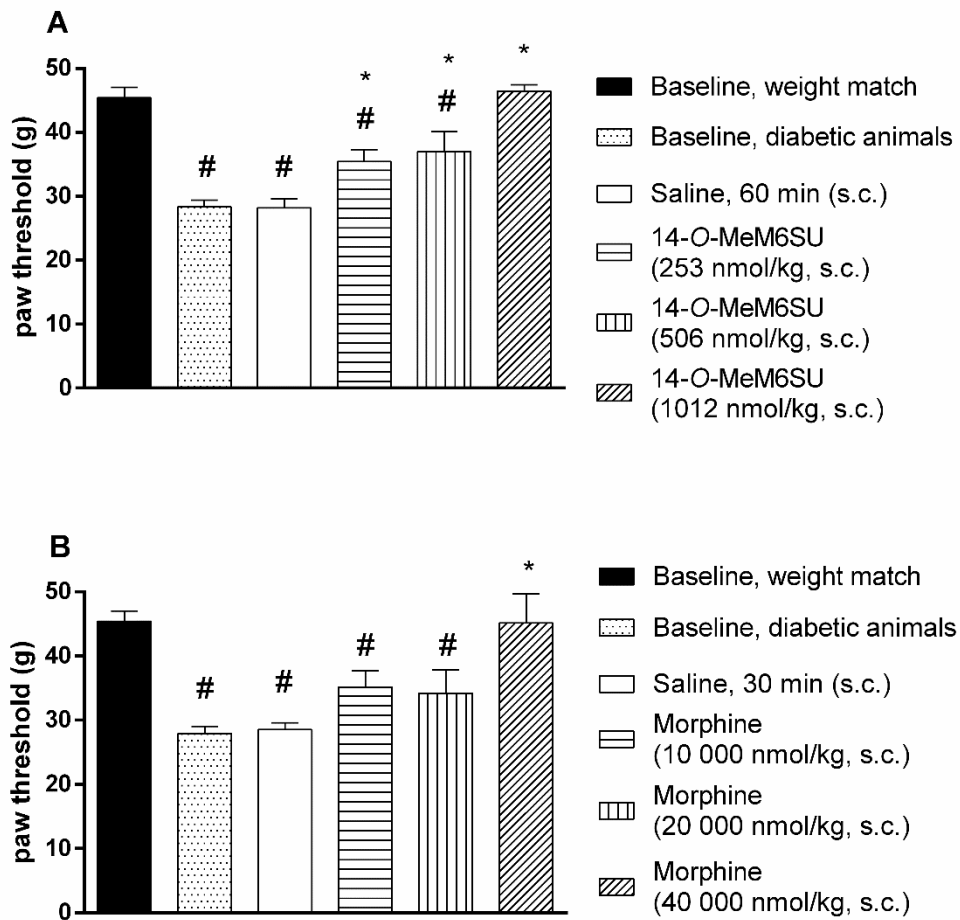 A
paw threshold (g)
50
40
30
20
10
0
#
#
*
#
*
#
*
Baseline, weight match
Baseline, diabetic animals
Saline, 60 min (s.c.)
14-O-MeM6SU
(253 nmol/kg, s.c.)
14-O-MeM6SU
(506 nmol/kg, s.c.)
14-O-MeM6SU
(1012 nmol/kg, s.c.)
B
paw threshold (g)
50
40
30
20
10
0
#
#
#
#
*
Baseline, weight match
Baseline, diabetic animals
Saline, 30 min (s.c.)
Morphine
(10 000 nmol/kg, s.c.)
Morphine
(20 000 nmol/kg, s.c.)
Morphine
(40 000 nmol/kg, s.c.)